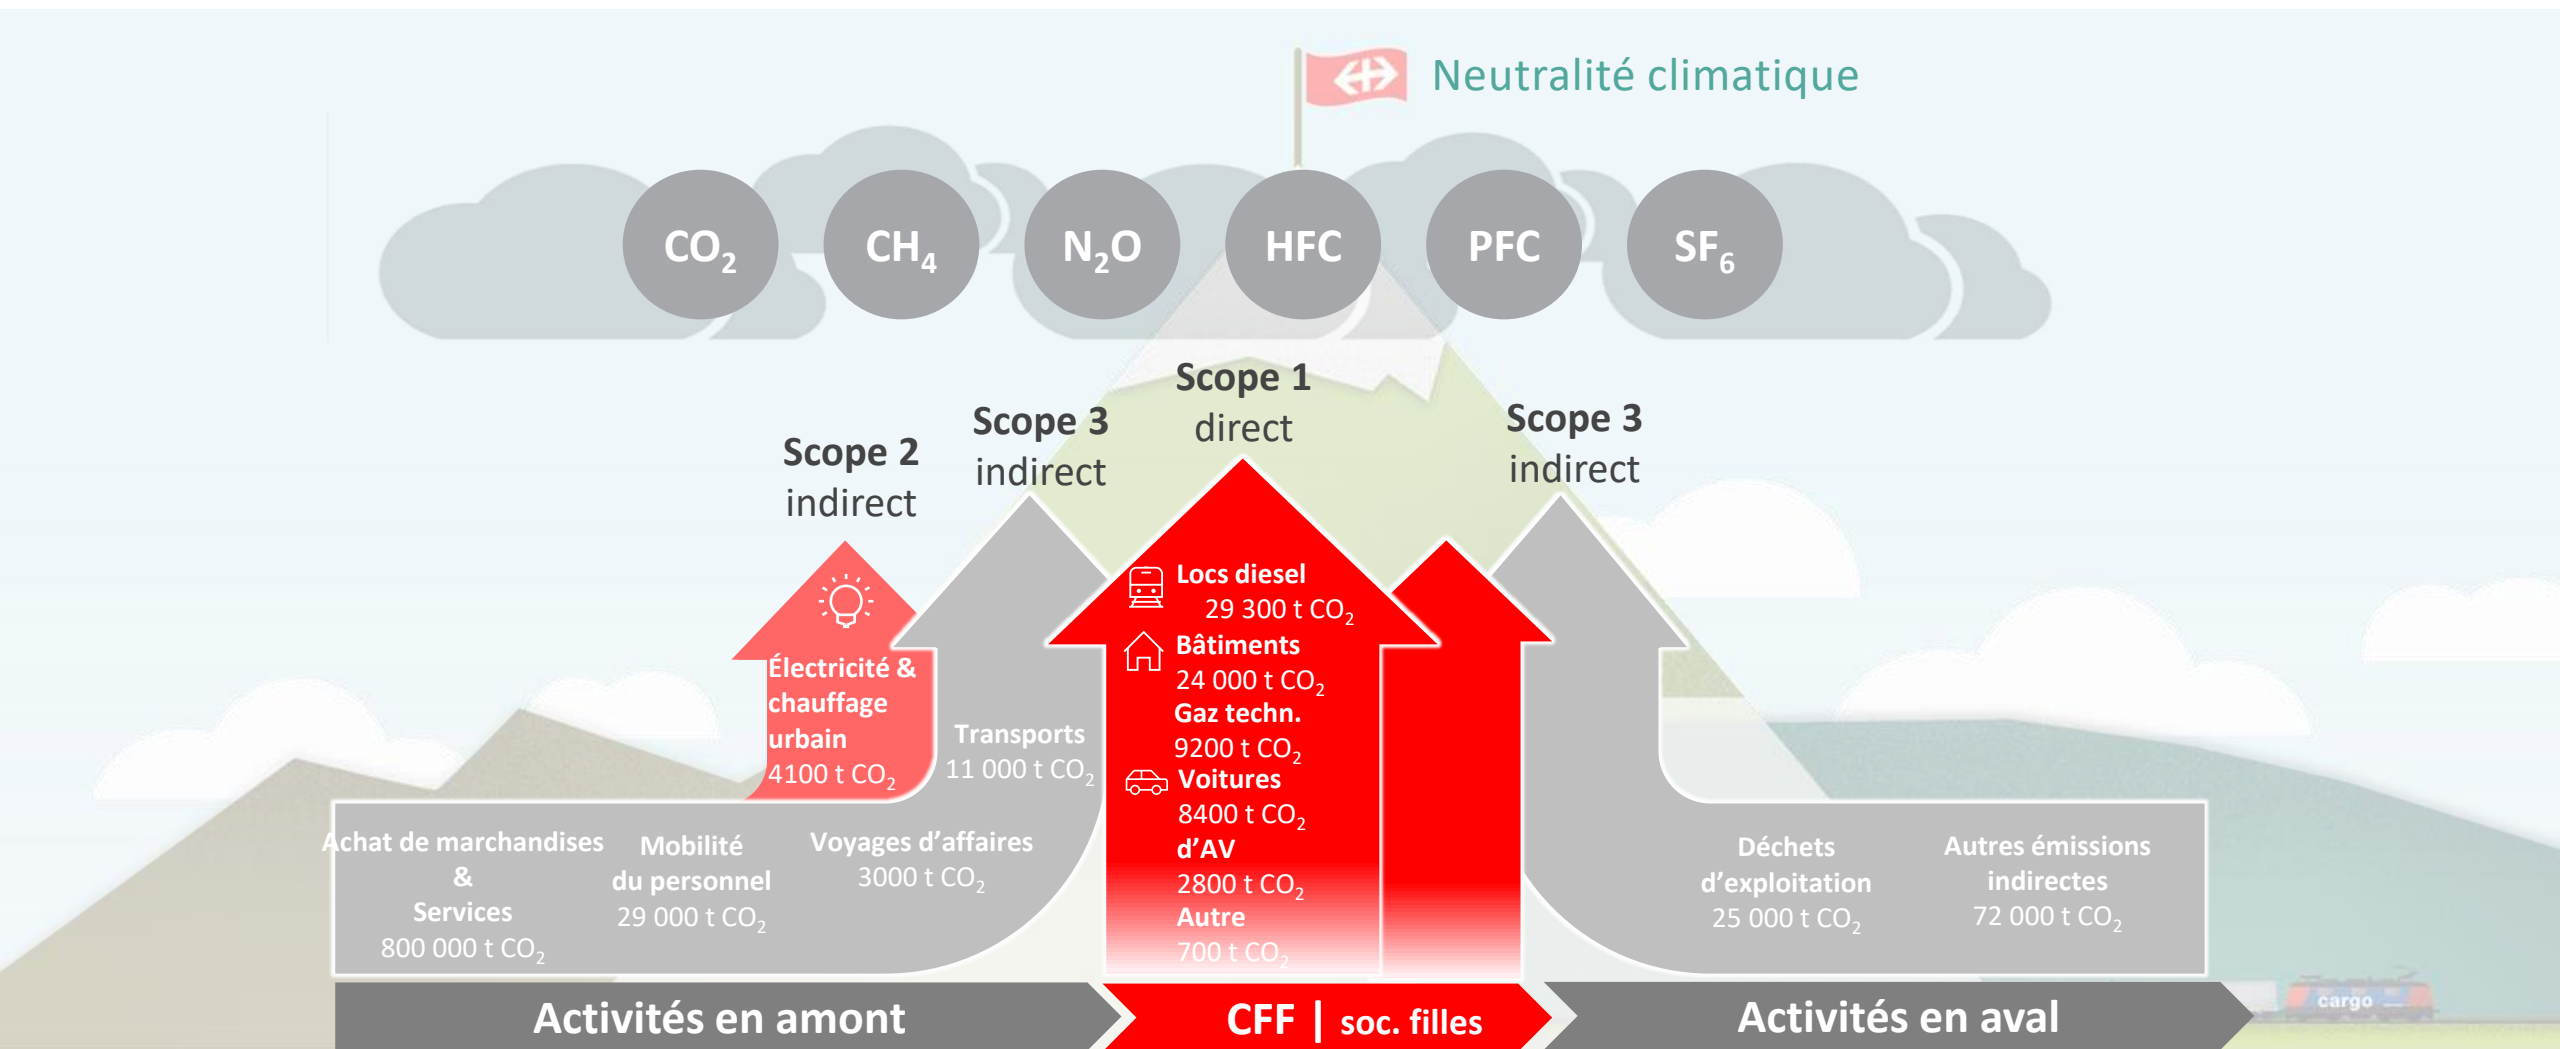 Neutralité climatique
CO₂
CH₄
N₂O
HFC
PFC
SF₆
Scope 2
indirect
Scope 3
indirect
Scope 1
direct
Scope 3
indirect
Électricité &
chauffage
urbain
4100 t CO₂
Transports
11 000 t CO₂
Locs diesel
29 300 t CO₂
Bâtiments
24 000 t CO₂
Gaz techn.
9200 t CO₂
Voitures
8400 t CO₂
d’AV
2800 t CO₂
Autre
700 t CO₂
Achat de marchandises
&
Services
800 000 t CO₂
Mobilité
du personnel
29 000 t CO₂
Voyages d’affaires
3000 t CO₂
Déchets
d’exploitation
25 000 t CO₂
Autres émissions
indirectes
72 000 t CO₂
cargo
Activités en amont
CFF | soc. filles
Activités en aval